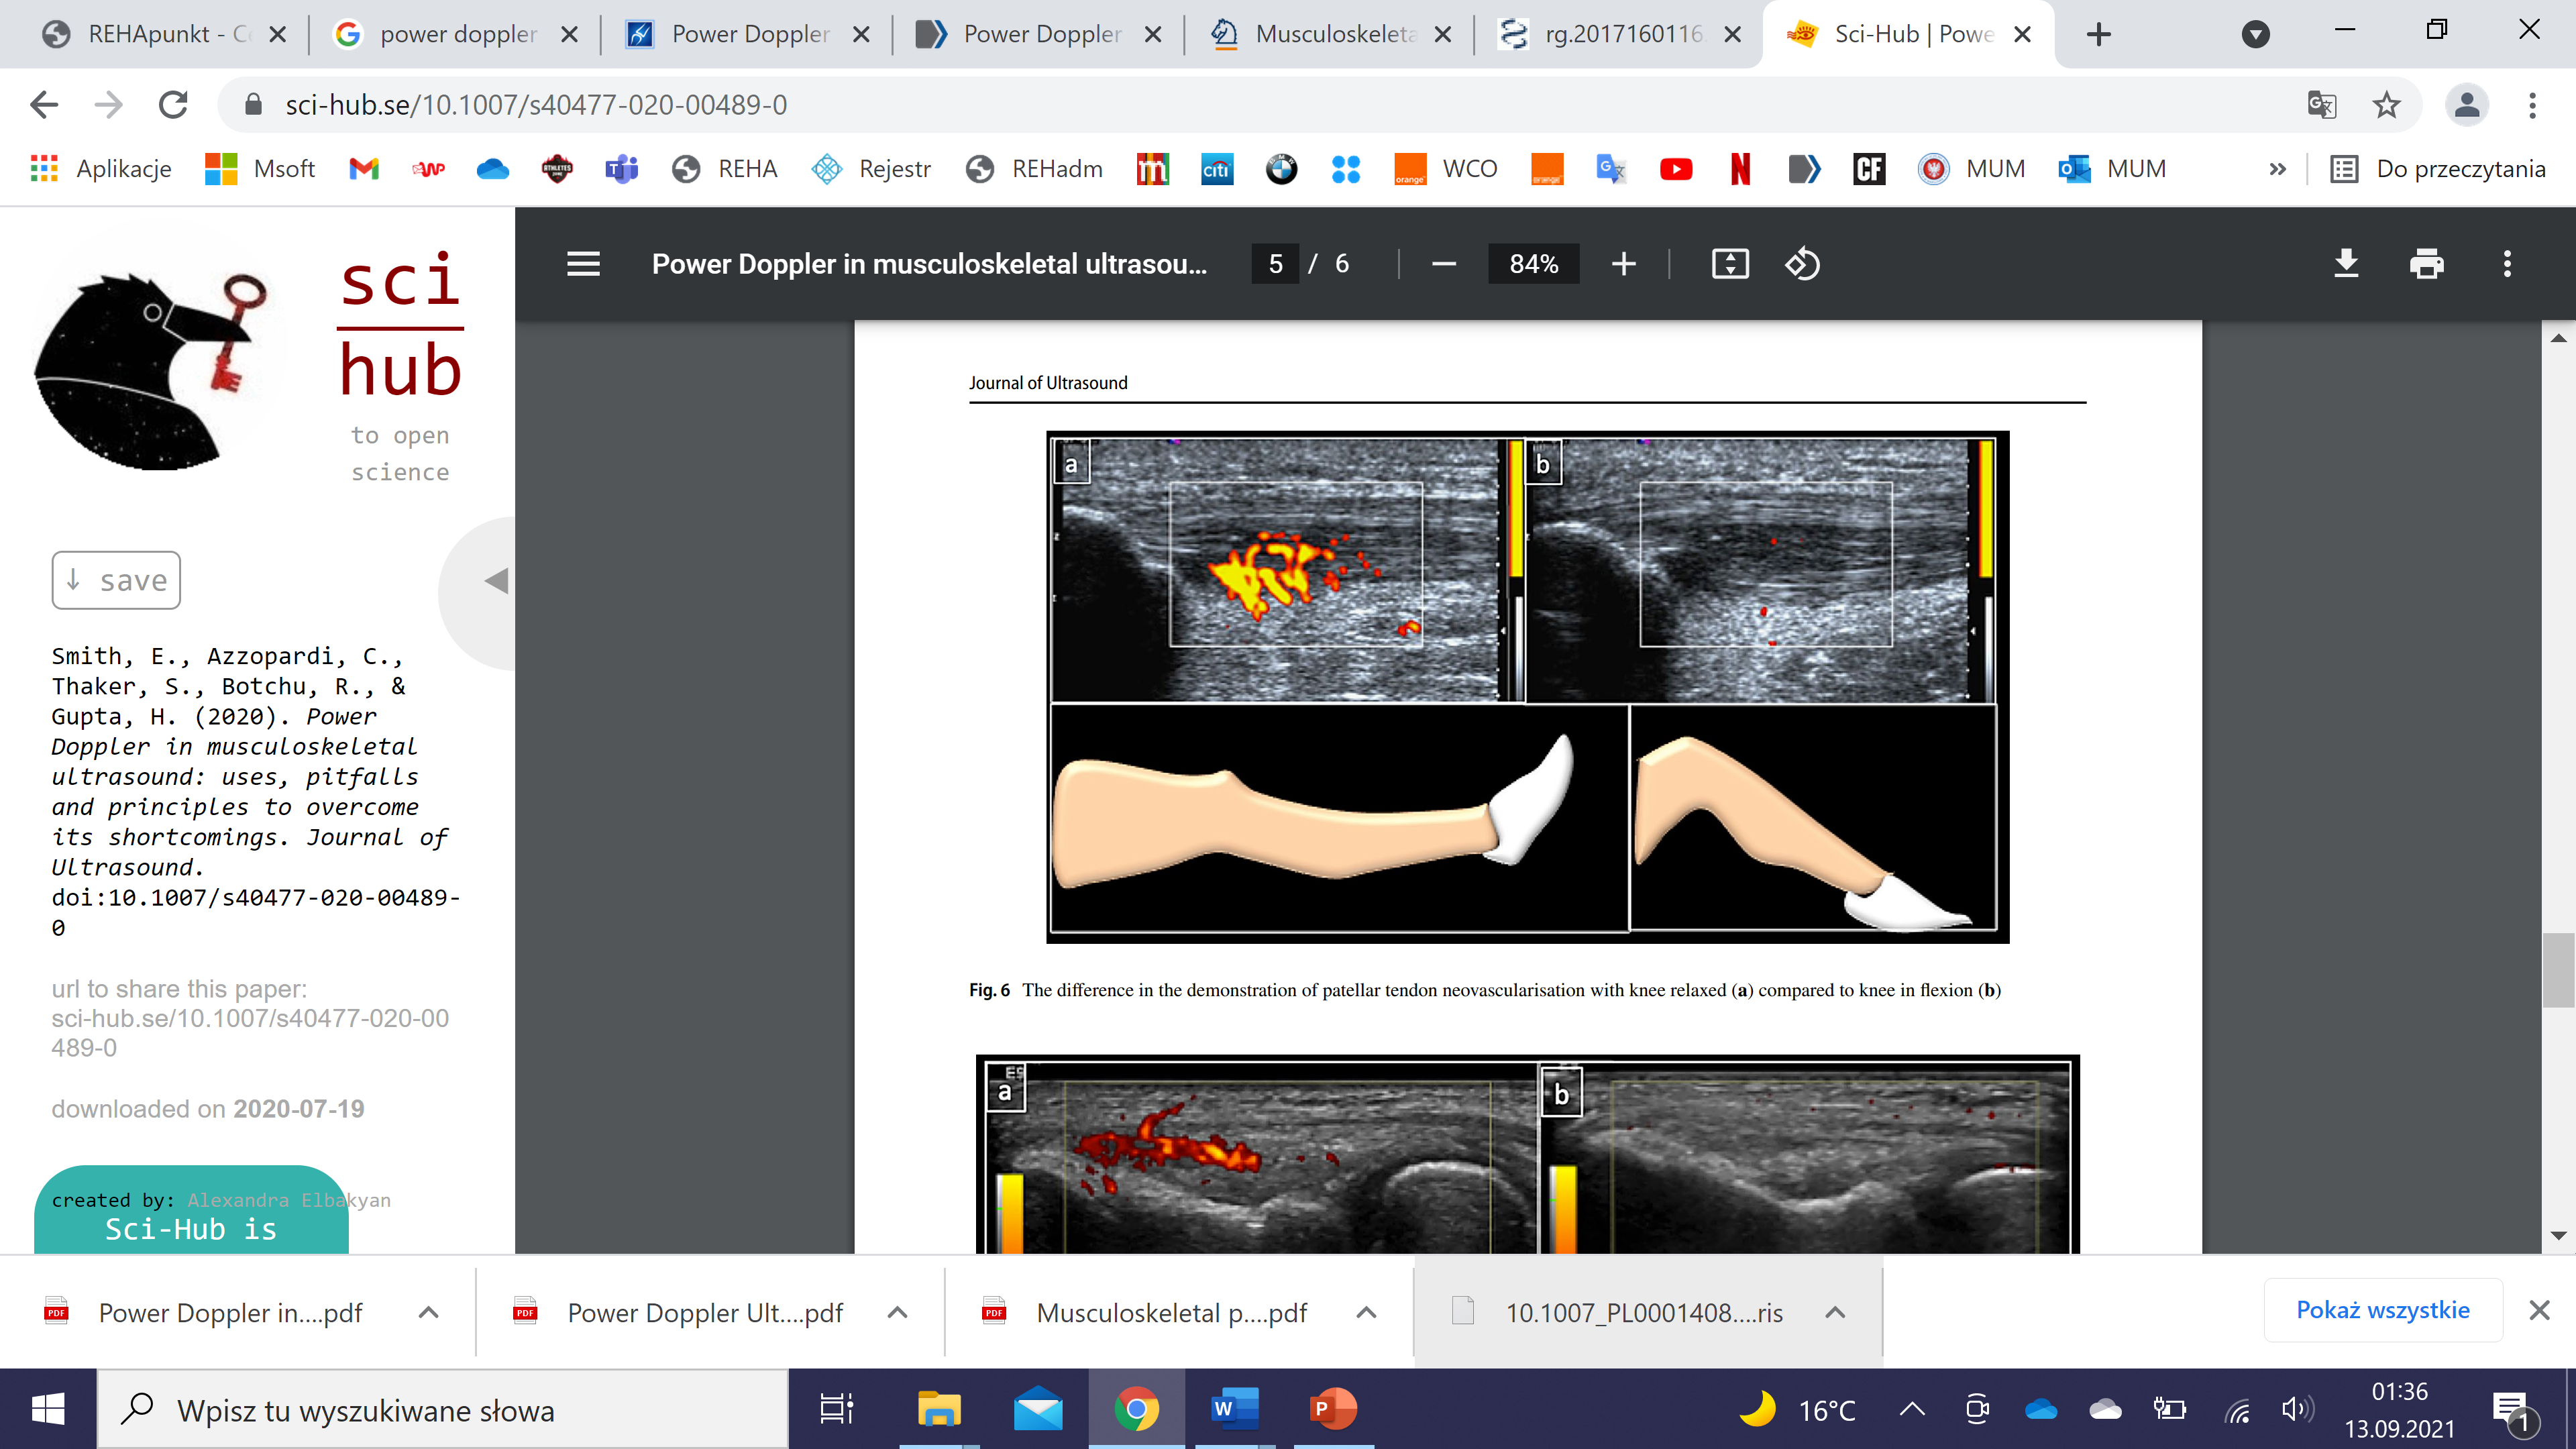 REHApunkt - C
power doppler
Power Doppler
Power Doppler
Musculoskeleta
rg.2017160116
Sci-Hub | Powe
sci-hub.se/10.1007/s40477-020-00489-0
Aplikacje
Msoft
REHA
Rejestr
REHadm
citi
orange
WCO
CF
MUM
MUM
»
Do przeczytania
sci
hub
to open
science
↓ save
Smith, E., Azzopardi, C.,
Thaker, S., Botchu, R., &
Gupta, H. (2020). Power
Doppler in musculoskeletal
ultrasound: uses, pitfalls
and principles to overcome
its shortcomings. Journal of
Ultrasound.
doi:10.1007/s40477-020-00489-
0
url to share this paper:
sci-hub.se/10.1007/s40477-020-00
489-0
downloaded on 2020-07-19
created by: Alexandra Elbakyan
Sci-Hub is
Power Doppler in musculoskeletal ultrasou...
5 / 6
84%
Journal of Ultrasound
a
b
Fig. 6 The difference in the demonstration of patellar tendon neovascularisation with knee relaxed (a) compared to knee in flexion (b)
a
b
Power Doppler in....pdf
Power Doppler Ult....pdf
Musculoskeletal p....pdf
10.1007_PL0001408....ris
Pokaż wszystkie
Wpisz tu wyszukiwane słowa
16°C
01:36
13.09.2021
1